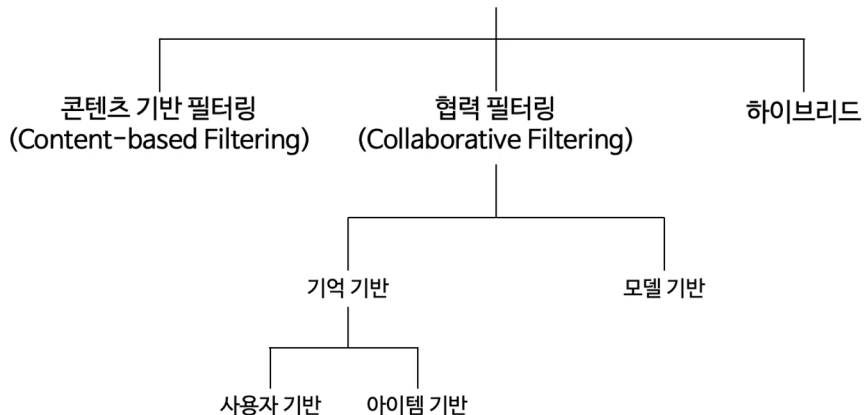 콘텐츠 기반 필터링
(Content-based Filtering)
협력 필터링
(Collaborative Filtering)
하이브리드
기억 기반
모델 기반
사용자 기반
아이템 기반